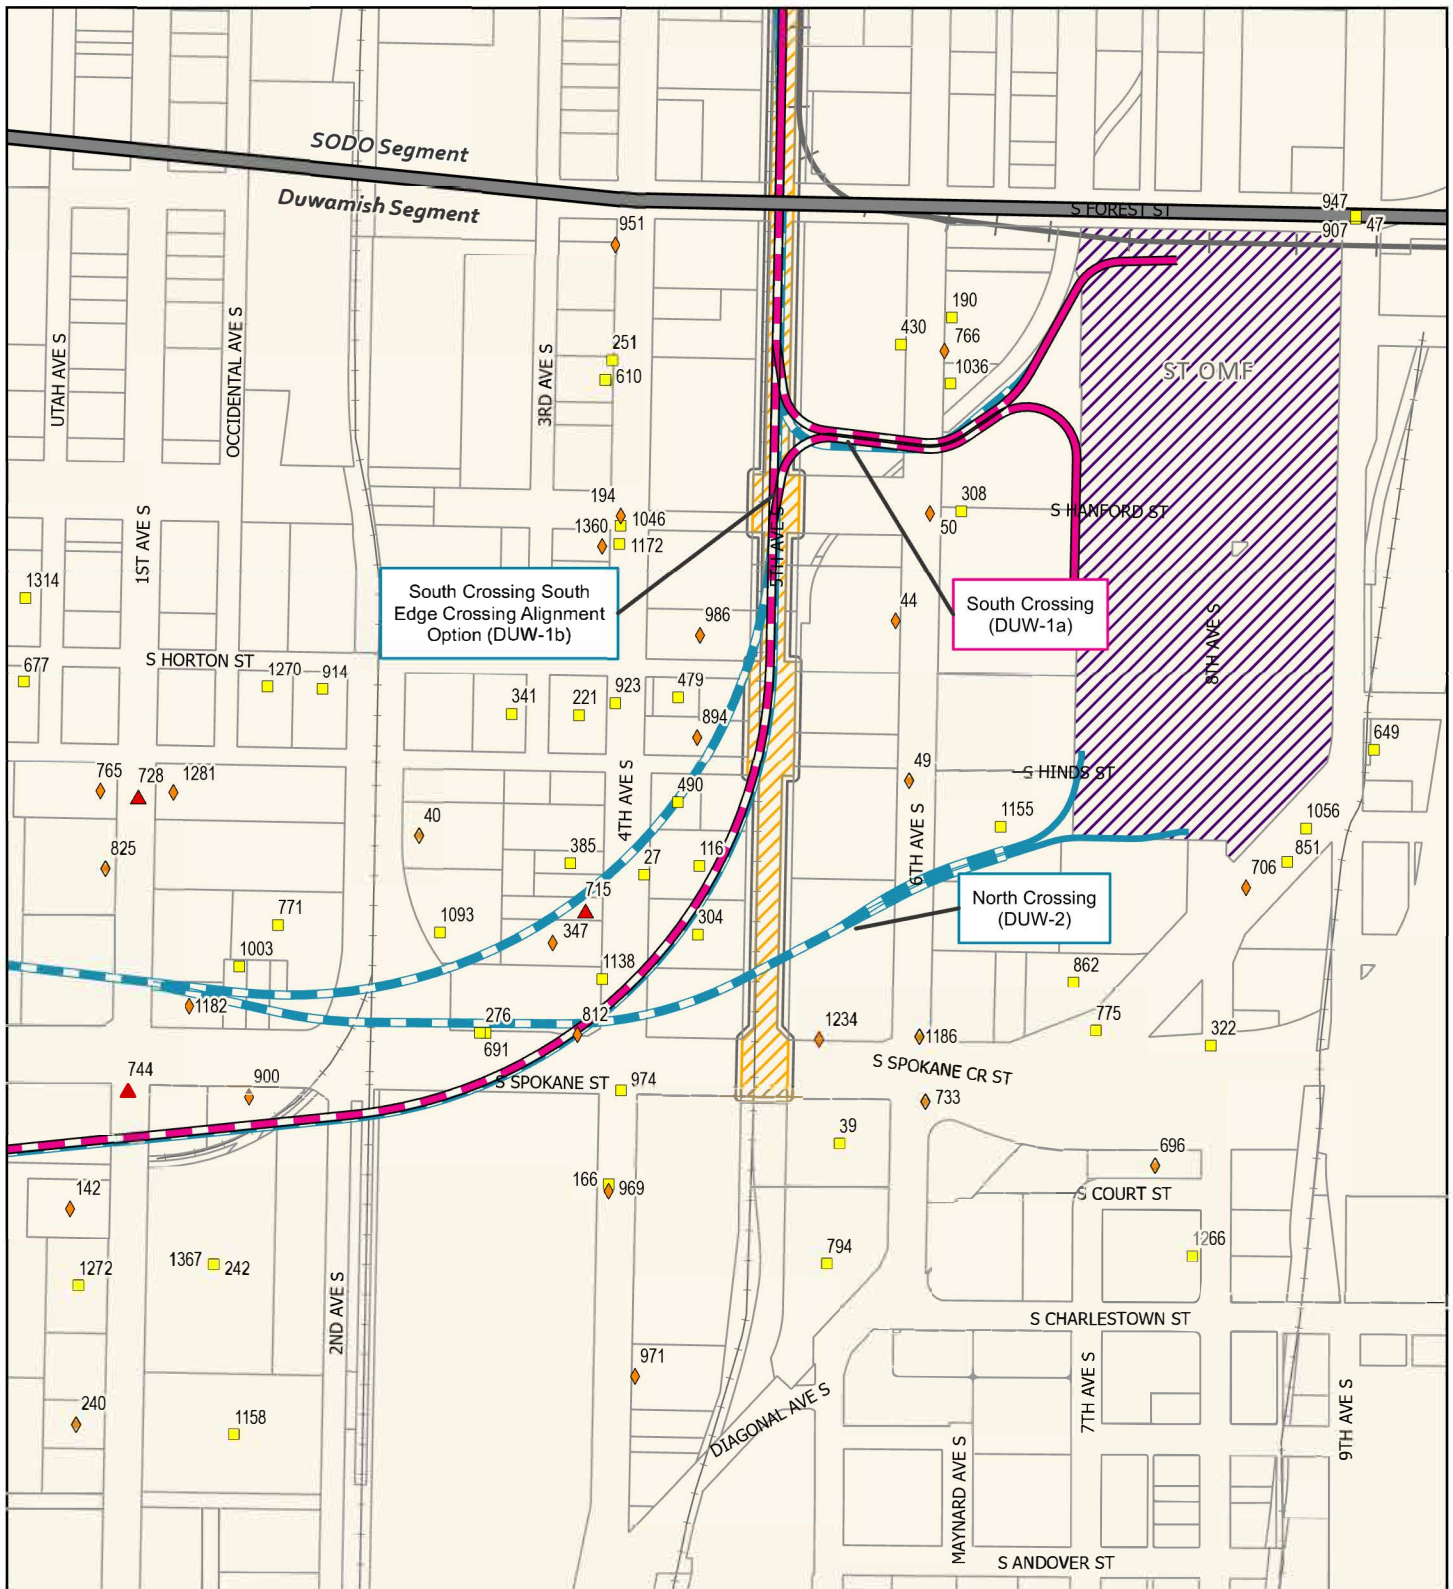 SODO Segment
Duwamish Segment
S FOREST ST
947
47
907
951
190
430
766
1036
251
610
ST OMF
UTAH AVE S
OCCIDENTAL AVE S
3RD AVE S
194
1046
1360
1172
308
50
S HANFORD ST
1ST AVE S
5TH AVE S
1314
South Crossing South
Edge Crossing Alignment
Option (DUW-1b)
South Crossing
(DUW-1a)
986
44
8TH AVE S
677
S HORTON ST
1270
914
341
221
923
479
894
649
765
728
1281
49
S HINDS ST
490
40
4TH AVE S
6TH AVE S
1155
1056
851
825
385
27
116
706
715
North Crossing
(DUW-2)
771
1093
347
304
1003
1138
862
1182
276
691
812
1234
1186
775
322
744
900
S SPOKANE ST
974
S SPOKANE CR ST
733
39
696
142
166
969
S COURT ST
1367
242
1272
794
1266
2ND AVE S
S CHARLESTOWN ST
971
7TH AVE S
9TH AVE S
240
1158
DIAGONAL AVE S
MAYNARD AVE S
S ANDOVER ST